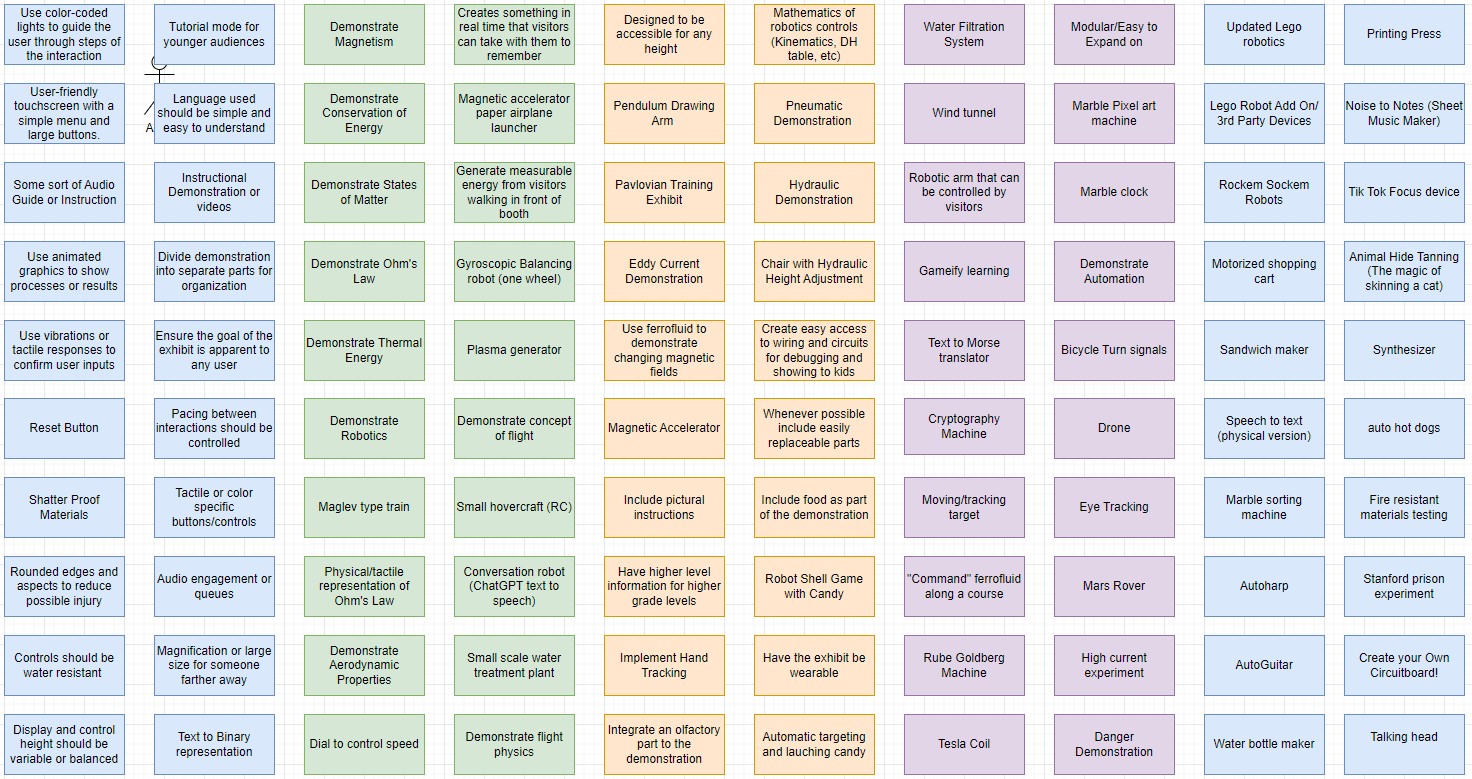 Use color-coded
lights to guide the
user through steps of
the interaction
Tutorial mode for
younger audiences
Demonstrate
Magnetism
Creates something in
real time that visitors
can take with them to
remember
Designed to be
accessible for any
height
Mathematics of
robotics controls
(Kinematics, DH
table, etc)
Water Filtration
System
Modular/Easy to
Expand on
Updated Lego
robotics
Printing Press
User-friendly
touchscreen with a
simple menu and
large buttons.
A
Language used
should be simple and
easy to understand
Demonstrate
Conservation of
Energy
Magnetic accelerator
paper airplane
launcher
Pendulum Drawing
Arm
Pneumatic
Demonstration
Wind tunnel
Marble Pixel art
machine
Lego Robot Add On/
3rd Party Devices
Noise to Notes (Sheet
Music Maker)
Some sort of Audio
Guide or Instruction
Instructional
Demonstration or
videos
Demonstrate States
of Matter
Generate measurable
energy from visitors
walking in front of
booth
Pavlovian Training
Exhibit
Hydraulic
Demonstration
Robotic arm that can
be controlled by
visitors
Marble clock
Rockem Sockem
Robots
Tik Tok Focus device
Use animated
graphics to show
processes or results
Divide demonstration
into separate parts for
organization
Demonstrate Ohm's
Law
Gyroscopic Balancing
robot (one wheel)
Eddy Current
Demonstration
Chair with Hydraulic
Height Adjustment
Gameify learning
Demonstrate
Automation
Motorized shopping
cart
Animal Hide Tanning
(The magic of
skinning a cat)
Use vibrations or
tactile responses to
confirm user inputs
Ensure the goal of the
exhibit is apparent to
any user
Demonstrate Thermal
Energy
Plasma generator
Use ferrofluid to
demonstrate
changing magnetic
fields
Create easy access
to wiring and circuits
for debugging and
showing to kids
Text to Morse
translator
Bicycle Turn signals
Sandwich maker
Synthesizer
Reset Button
Pacing between
interactions should be
controlled
Demonstrate
Robotics
Demonstrate concept
of flight
Magnetic Accelerator
Whenever possible
include easily
replaceable parts
Cryptography
Machine
Drone
Speech to text
(physical version)
auto hot dogs
Shatter Proof
Materials
Tactile or color
specific
buttons/controls
Maglev type train
Small hovercraft (RC)
Include pictural
instructions
Include food as part
of the demonstration
Moving/tracking
target
Eye Tracking
Marble sorting
machine
Fire resistant
materials testing
Rounded edges and
aspects to reduce
possible injury
Audio engagement or
queues
Physical/tactile
representation of
Ohm's Law
Conversation robot
(ChatGPT text to
speech)
Have higher level
information for higher
grade levels
Robot Shell Game
with Candy
"Command" ferrofluid
along a course
Mars Rover
Autoharp
Stanford prison
experiment
Controls should be
water resistant
Magnification or large
size for someone
farther away
Demonstrate
Aerodynamic
Properties
Small scale water
treatment plant
Implement Hand
Tracking
Have the exhibit be
wearable
Rube Goldberg
Machine
High current
experiment
AutoGuitar
Create your Own
Circuitboard!
Display and control
height should be
variable or balanced
Text to Binary
representation
Dial to control speed
Demonstrate flight
physics
Integrate an olfactory
part to the
demonstration
Automatic targeting
and lauching candy
Tesla Coil
Danger
Demonstration
Water bottle maker
Talking head